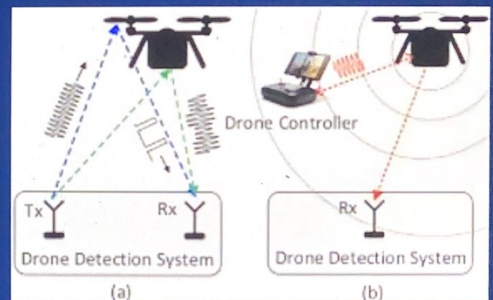 Drone Controller
Tx
Rx
Drone Detection System
(a)
Rx
Drone Detection System
(b)